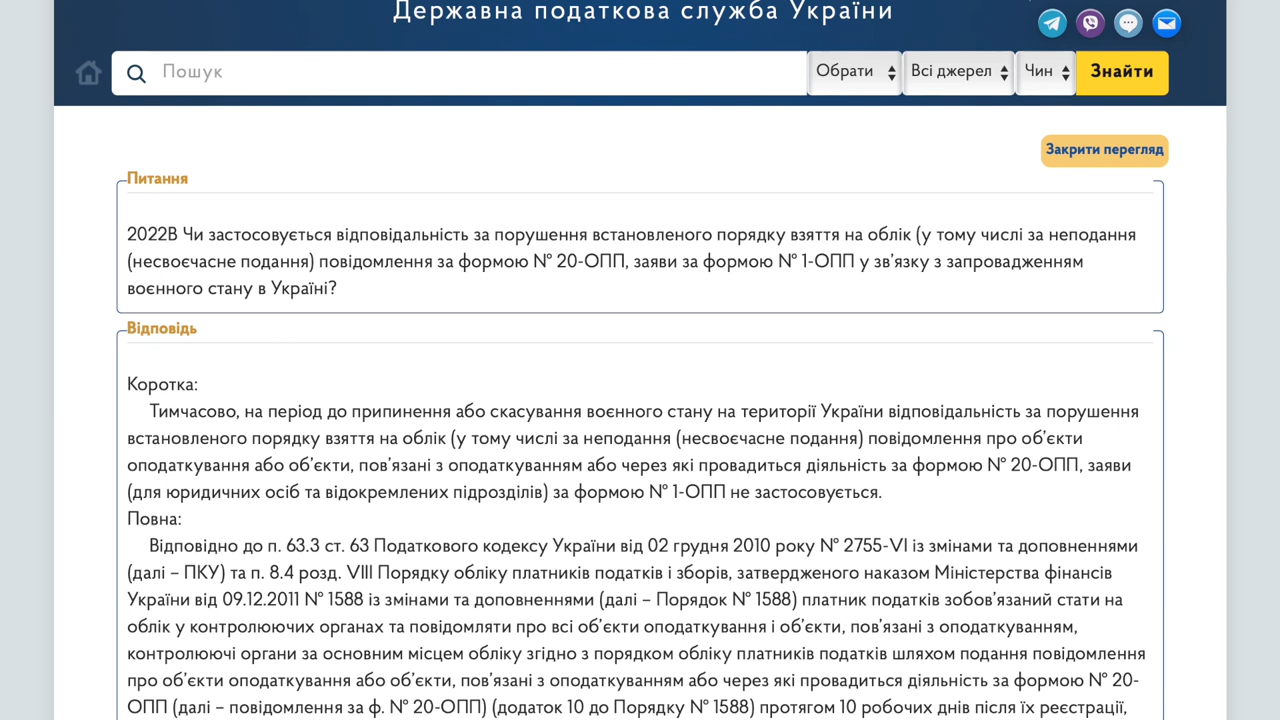 Державна податкова служба України
Пошук
Обрати
Всі джерел
Чин
Знайти
Закрити перегляд
Питання
2022В Чи застосовується відповідальність за порушення встановленого порядку взяття на облік (у тому числі за неподання
(несвоєчасне подання) повідомлення за формою № 20-ОПП, заяви за формою № 1-ОПП у зв’язку з запровадженням
воєнного стану в Україні?
Відповідь
Коротка:
Тимчасово, на період до припинення або скасування воєнного стану на території України відповідальність за порушення
встановленого порядку взяття на облік (у тому числі за неподання (несвоєчасне подання) повідомлення про об’єкти
оподаткування або об’єкти, пов’язані з оподаткуванням або через які провадиться діяльність за формою № 20-ОПП, заяви
(для юридичних осіб та відокремлених підрозділів) за формою № 1-ОПП не застосовується.
Повна:
Відповідно до п. 63.3 ст. 63 Податкового кодексу України від 02 грудня 2010 року № 2755-VI із змінами та доповненнями
(далі – ПКУ) та п. 8.4 розд. VIII Порядку обліку платників податків і зборів, затвердженого наказом Міністерства фінансів
України від 09.12.2011 № 1588 із змінами та доповненнями (далі – Порядок № 1588) платник податків зобов’язаний стати на
облік у контролюючих органах та повідомляти про всі об’єкти оподаткування і об’єкти, пов’язані з оподаткуванням,
контролюючі органи за основним місцем обліку згідно з порядком обліку платників податків шляхом подання повідомлення
про об’єкти оподаткування або об’єкти, пов’язані з оподаткуванням або через які провадиться діяльність за формою № 20-
ОПП (далі – повідомлення за ф. № 20-ОПП) (додаток 10 до Порядку № 1588) протягом 10 робочих днів після їх реєстрації,